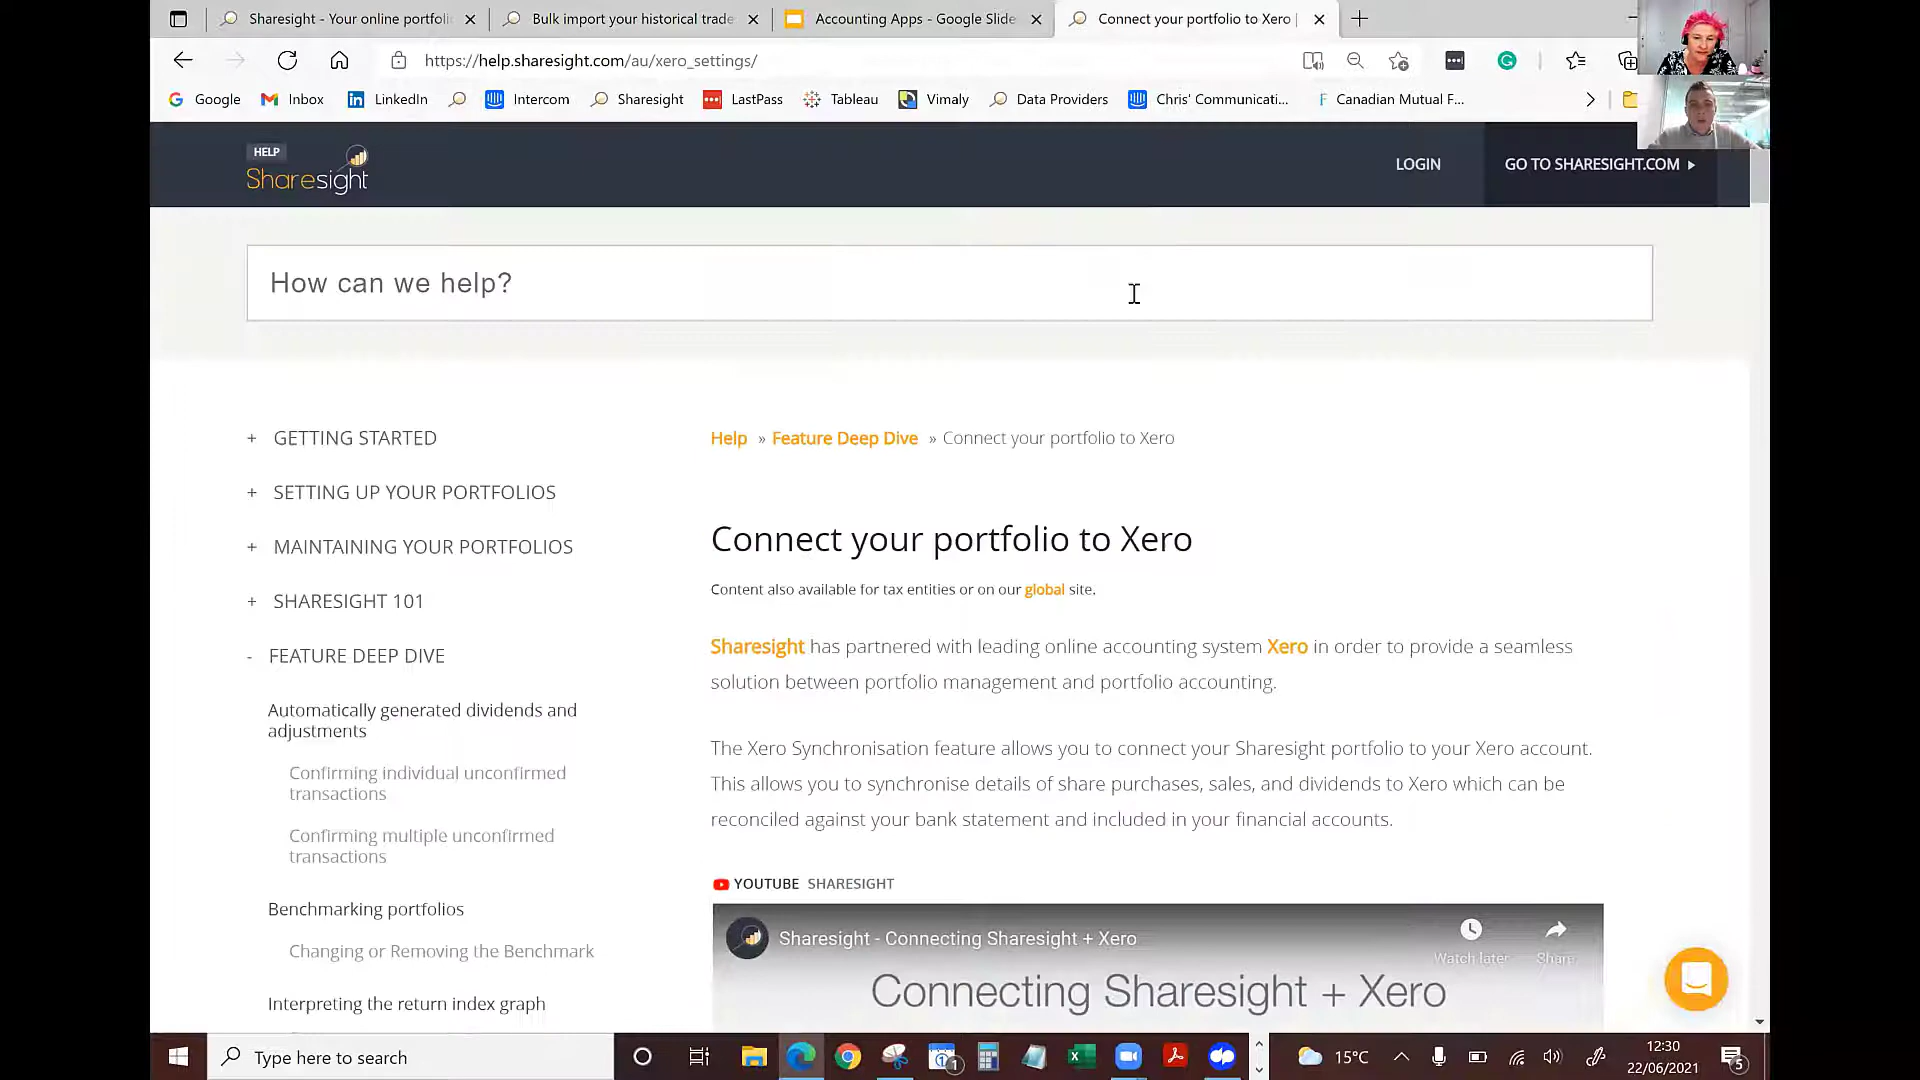 Sharesight - Your online portfoli
Bulk import your historical trade
Accounting Apps - Google Slide
Connect your portfolio to Xero |
https://help.sharesight.com/au/xero_settings/
Google
Inbox
LinkedIn
Intercom
Sharesight
LastPass
Tableau
Vimaly
Data Providers
Chris' Communicati...
Canadian Mutual F...
HELP
Sharesight
LOGIN
GO TO SHARESIGHT.COM
How can we help?
+ GETTING STARTED
+ SETTING UP YOUR PORTFOLIOS
+ MAINTAINING YOUR PORTFOLIOS
+ SHARESIGHT 101
- FEATURE DEEP DIVE
Automatically generated dividends and
adjustments
Confirming individual unconfirmed
transactions
Confirming multiple unconfirmed
transactions
Benchmarking portfolios
Changing or Removing the Benchmark
Interpreting the return index graph
Help » Feature Deep Dive » Connect your portfolio to Xero
Connect your portfolio to Xero
Content also available for tax entities or on our global site.
Sharesight has partnered with leading online accounting system Xero in order to provide a seamless
solution between portfolio management and portfolio accounting.
The Xero Synchronisation feature allows you to connect your Sharesight portfolio to your Xero account.
This allows you to synchronise details of share purchases, sales, and dividends to Xero which can be
reconciled against your bank statement and included in your financial accounts.
YOUTUBE SHARESIGHT
Sharesight - Connecting Sharesight + Xero
Watch later
Share
Connecting Sharesight + Xero
Type here to search
1
15°C
12:30
22/06/2021
5